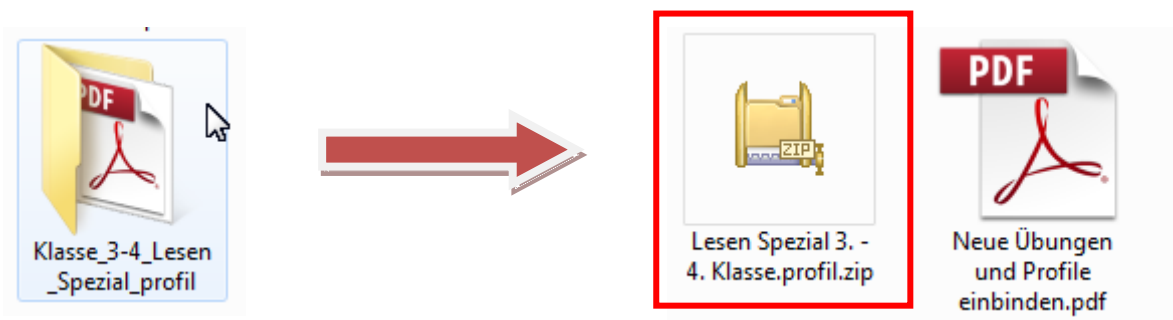 PDF
Klasse_3-4_Lesen
_Spezial_profil
ZIP
Lesen Spezial 3. -
4. Klasse.profil.zip
PDF
Neue Übungen
und Profile
einbinden.pdf